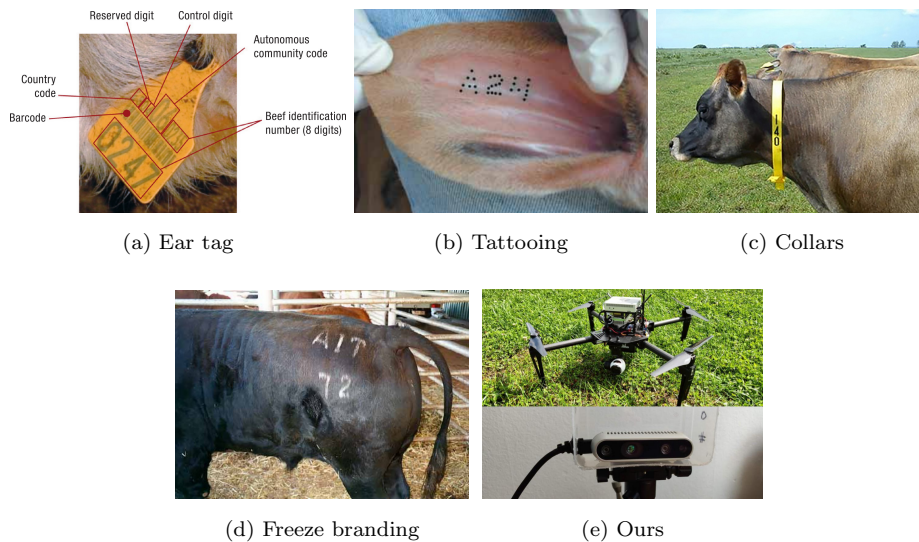 Reserved digit
Control digit
Autonomous
community code
Country
code
Barcode
Beef identification
number (8 digits)
3247
A24
140
(a) Ear tag
(b) Tattooing
(c) Collars
A17
72
(d) Freeze branding
(e) Ours